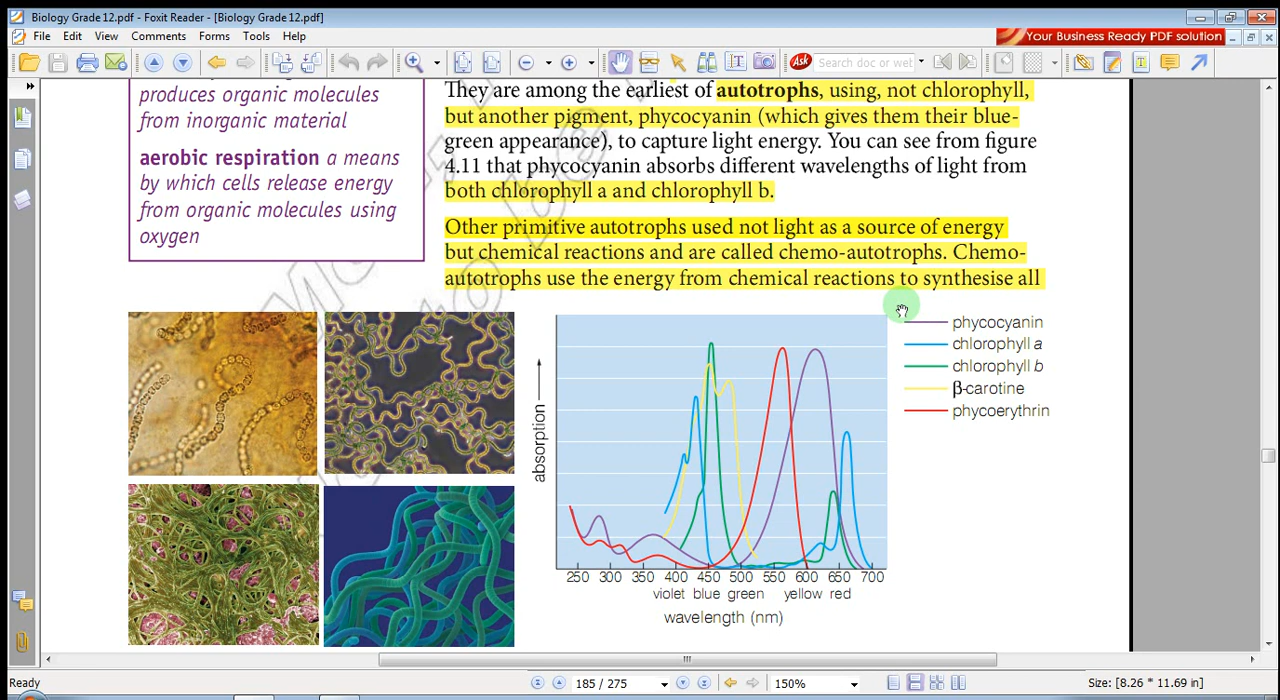 Biology Grade 12.pdf - Foxit Reader - [Biology Grade 12.pdf]
File Edit View Comments Forms Tools Help
Your Business Ready PDF solution
Ask Search doc or web
produces organic molecules
from inorganic material
aerobic respiration a means
by which cells release energy
from organic molecules using
oxygen
They are among the earliest of autotrophs, using, not chlorophyll,
but another pigment, phycocyanin (which gives them their blue-
green appearance), to capture light energy. You can see from figure
4.11 that phycocyanin absorbs different wavelengths of light from
both chlorophyll a and chlorophyll b.
Other primitive autotrophs used not light as a source of energy
but chemical reactions and are called chemo-autotrophs. Chemo-
autotrophs use the energy from chemical reactions to synthesise all
absorption
phycocyanin
chlorophyll a
chlorophyll b
β-carotine
phycoerythrin
250 300 350 400 450 500 550 600 650 700
violet blue green yellow red
wavelength (nm)
Ready
185 / 275
150%
Size: [8.26 * 11.69 in]